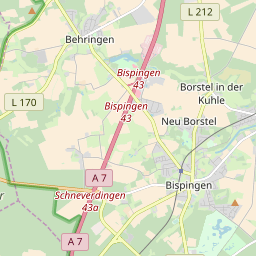 L 212
Behringen
Bispingen
43
Borstel in der
Kuhle
L 170
Bispingen
43
Neu Borstel
A 7
Schneverdingen
43a
Bispingen
A 7